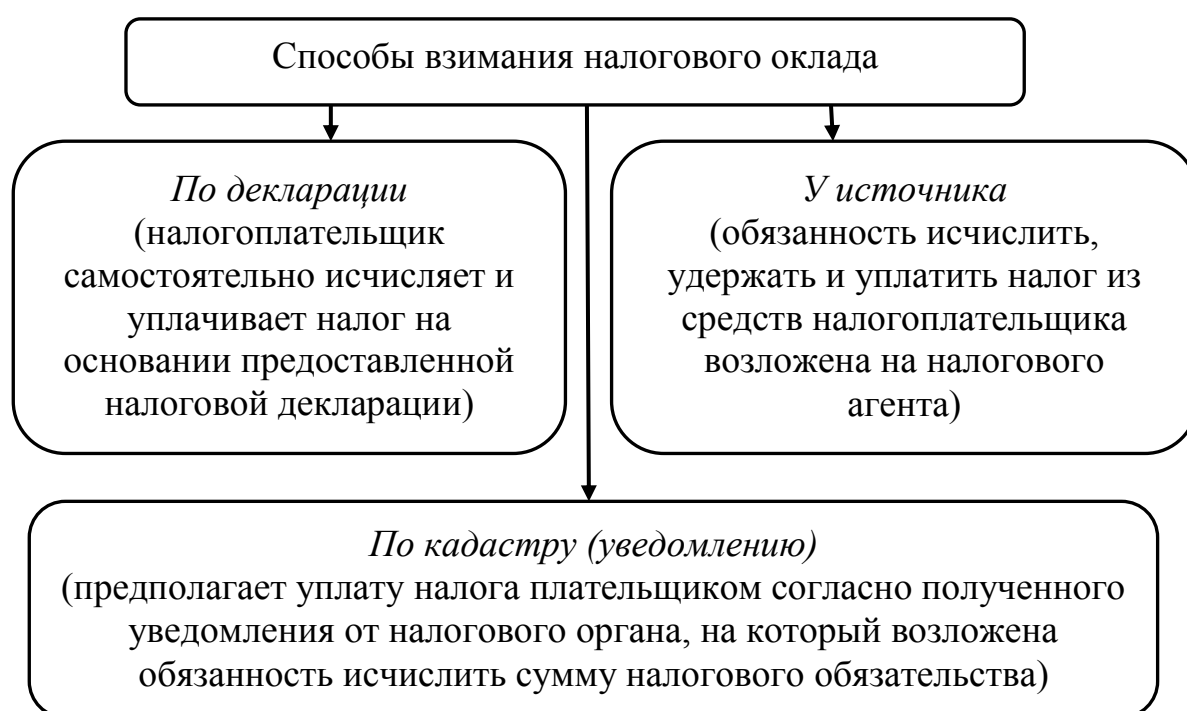 Способы взимания налогового оклада
По декларации
(налогоплательщик
самостоятельно исчисляет и
уплачивает налог на
основании предоставленной
налоговой декларации)
У источника
(обязанность исчислить,
удержать и уплатить налог из
средств налогоплательщика
возложена на налогового
агента)
По кадастру (уведомлению)
(предполагает уплату налога плательщиком согласно полученного
уведомления от налогового органа, на который возложена
обязанность исчислить сумму налогового обязательства)